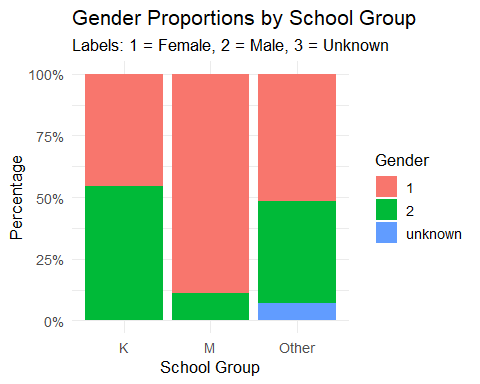 Gender Proportions by School Group
Labels: 1 = Female, 2 = Male, 3 = Unknown
Percentage
100%
75%
50%
25%
0%
K
M
Other
School Group
Gender
1
2
unknown